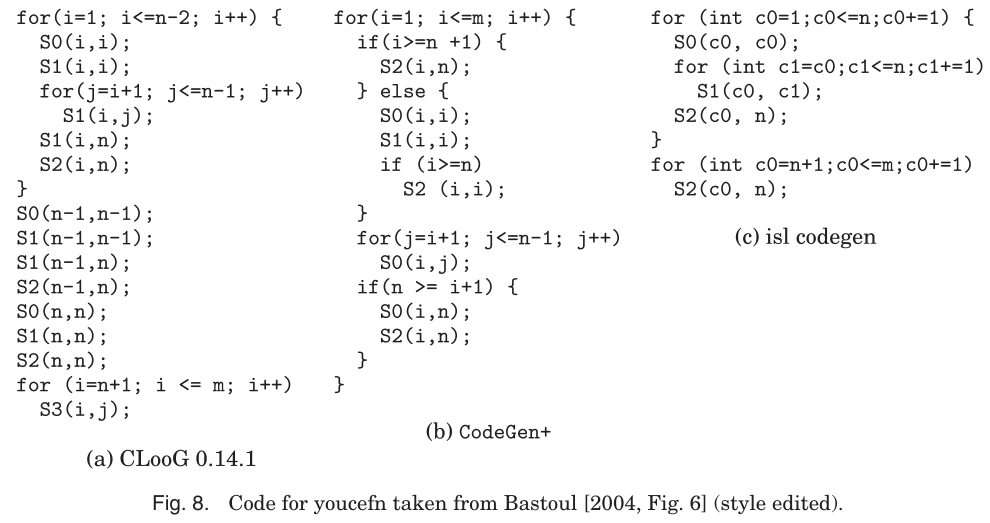 for(i=1; i<=n-2; i++) {
  S0(i,i);
  S1(i,i);
  for(j=i+1; j<=n-1; j++)
    S1(i,j);
  S1(i,n);
  S2(i,n);
}
S0(n-1,n-1);
S1(n-1,n-1);
S1(n-1,n);
S2(n-1,n);
S0(n,n);
S1(n,n);
S2(n,n);
for (i=n+1; i <= m; i++)
  S3(i,j);
(a) CLooG 0.14.1
for(i=1; i<=m; i++) {
  if(i>=n +1) {
    S2(i,n);
  } else {
    S0(i,i);
    S1(i,i);
    if (i>=n)
      S2 (i,i);
  }
  for(j=i+1; j<=n-1; j++)
    S0(i,j);
  if(n >= i+1) {
    S0(i,n);
    S2(i,n);
  }
}
(b) CodeGen+
for (int c0=1;c0<=n;c0+=1) {
  S0(c0, c0);
  for (int c1=c0;c1<=n;c1+=1)
    S1(c0, c1);
  S2(c0, n);
}
for (int c0=n+1;c0<=m;c0+=1)
  S2(c0, n);
(c) isl codegen
Fig. 8. Code for youcefn taken from Bastoul [2004, Fig. 6] (style edited).